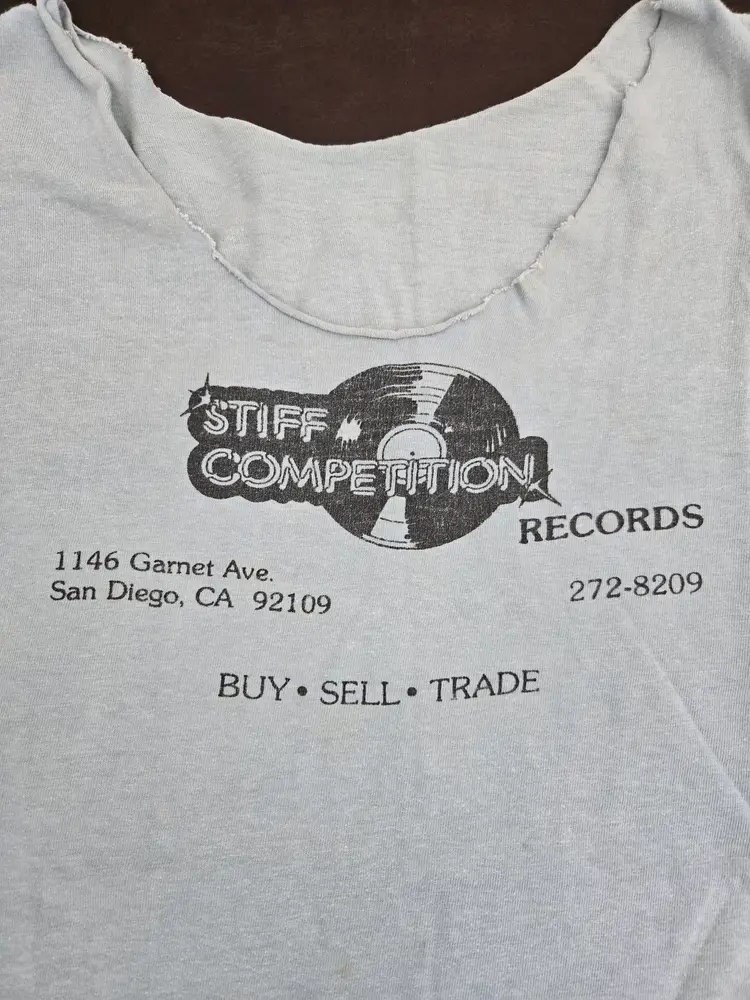 STIFF
COMPETITION
RECORDS
1146 Garnet Ave.
San Diego, CA 92109
272-8209
BUY • SELL • TRADE